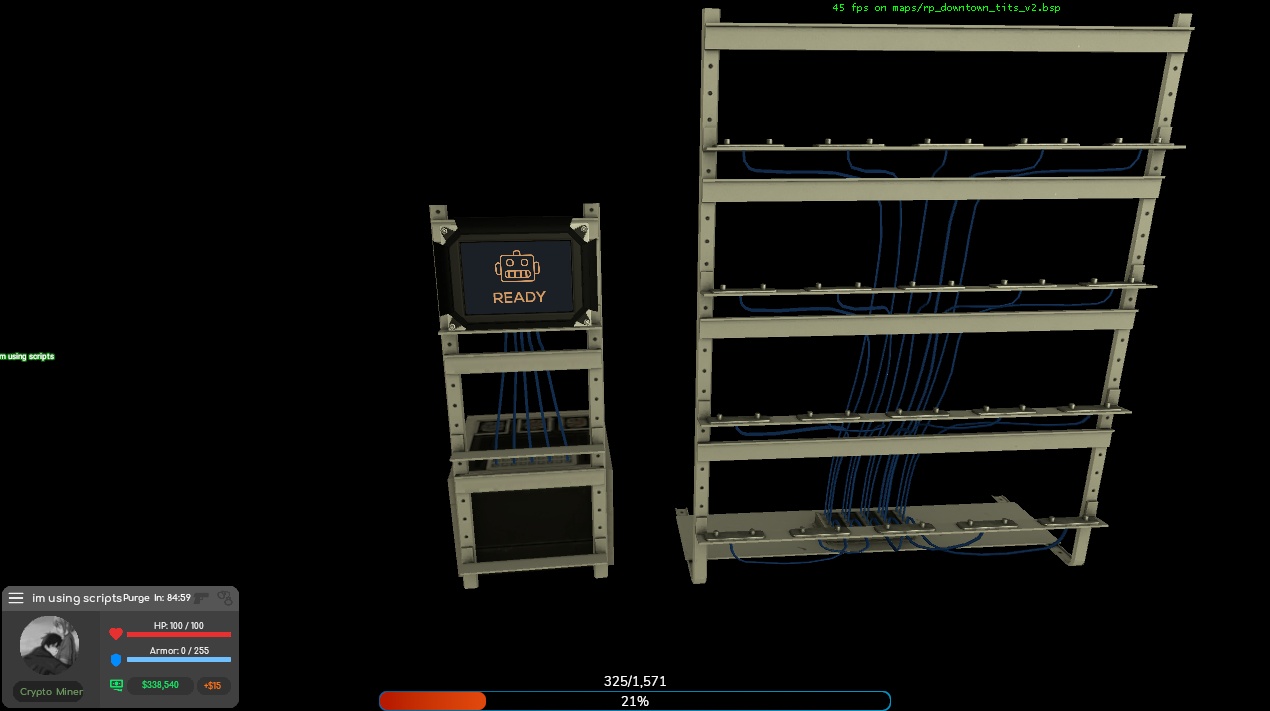 45 fps on maps/rp_downtown_tits_v2.bsp
READY
m using scripts
im using scripts Purge In: 84:59
HP: 100 / 100
Armor: 0 / 255
Crypto Miner
$338,540
+$15
325/1,571
21%